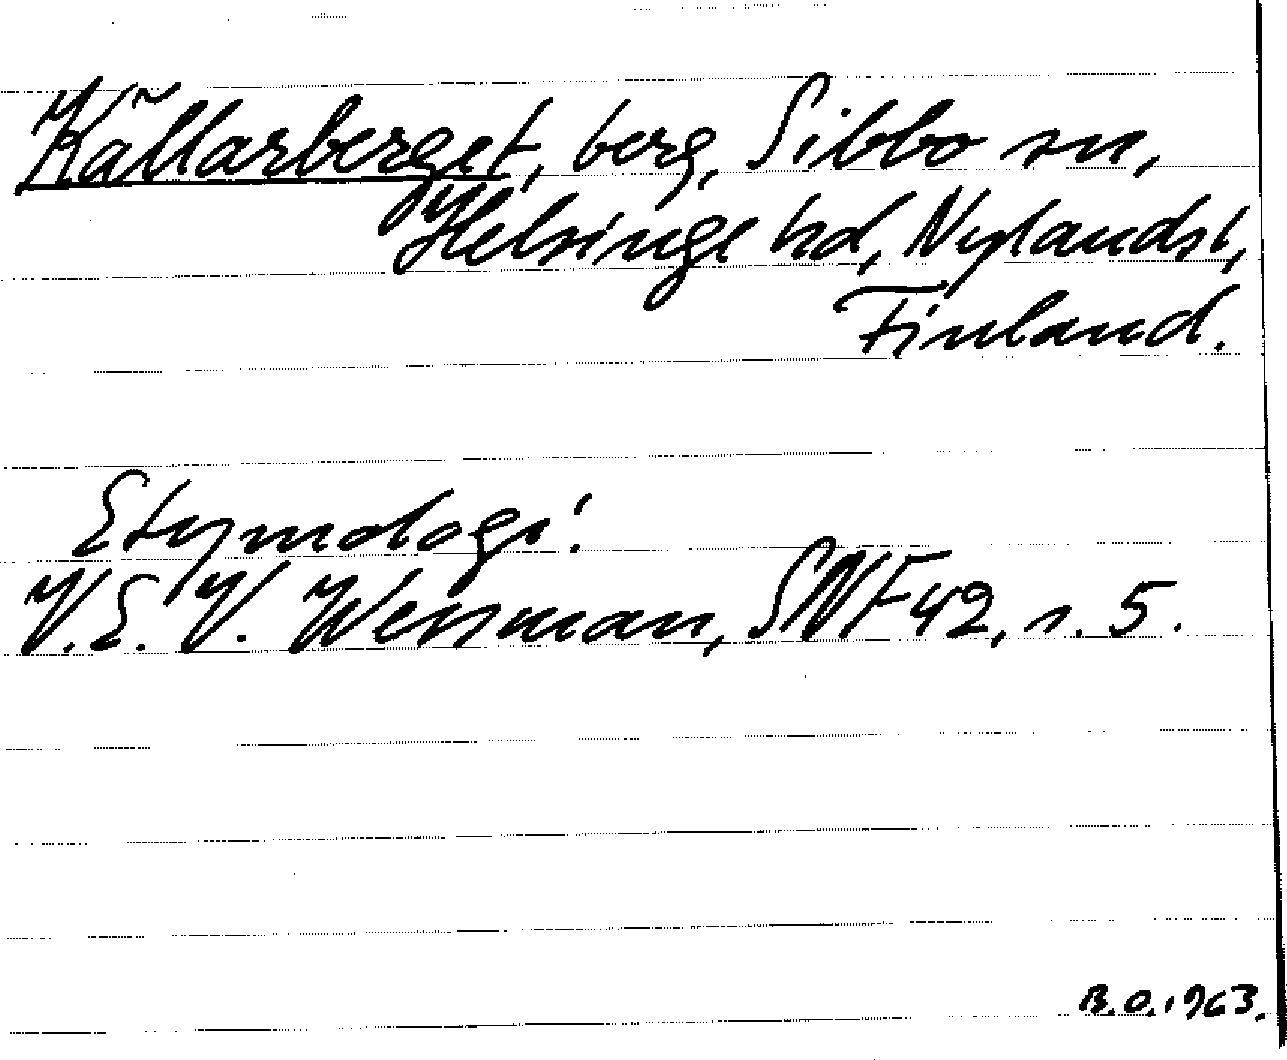 Källarberget, berg, Sibbo sn,
Helsinge hd, Nylands l,
Finland.
Etymologi!
V.E.V. Wessman, SNF 42, s. 5.
B.O. 1963.